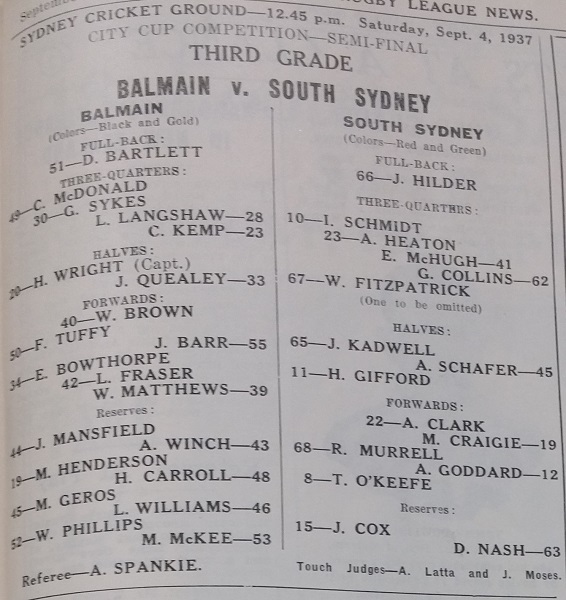 RUGBY LEAGUE NEWS.
SYDNEY CRICKET GROUND—12.45 p.m. Saturday, Sept. 4, 1937
CITY CUP COMPETITION—SEMI-FINAL
THIRD GRADE
BALMAIN v. SOUTH SYDNEY
BALMAIN
(Colors—Black and Gold)
FULL-BACK:
51—D. BARTLETT
THREE-QUARTERS:
49—C. McDONALD
30—G. SYKES
L. LANGSHAW—28
C. KEMP—23
HALVES:
20—H. WRIGHT (Capt.)
J. QUEALEY—33
FORWARDS:
40—W. BROWN
50—F. TUFFY
J. BARR—55
34—E. BOWTHORPE
42—L. FRASER
W. MATTHEWS—39
Reserves:
44—J. MANSFIELD
A. WINCH—43
19—M. HENDERSON
H. CARROLL—48
45—M. GEROS
L. WILLIAMS—46
52—W. PHILLIPS
M. McKEE—53
Referee—A. SPANKIE.
SOUTH SYDNEY
(Colors—Red and Green)
FULL-BACK:
66—J. HILDER
THREE-QUARTERS:
10—I. SCHMIDT
23—A. HEATON
E. McHUGH—41
G. COLLINS—62
67—W. FITZPATRICK
(One to be omitted)
HALVES:
65—J. KADWELL
A. SCHAFER—45
11—H. GIFFORD
FORWARDS:
22—A. CLARK
M. CRAIGIE—19
68—R. MURRELL
A. GODDARD—12
8—T. O'KEEFE
Reserves:
15—J. COX
D. NASH—63
Touch Judges—A. Latta and J. Moses.